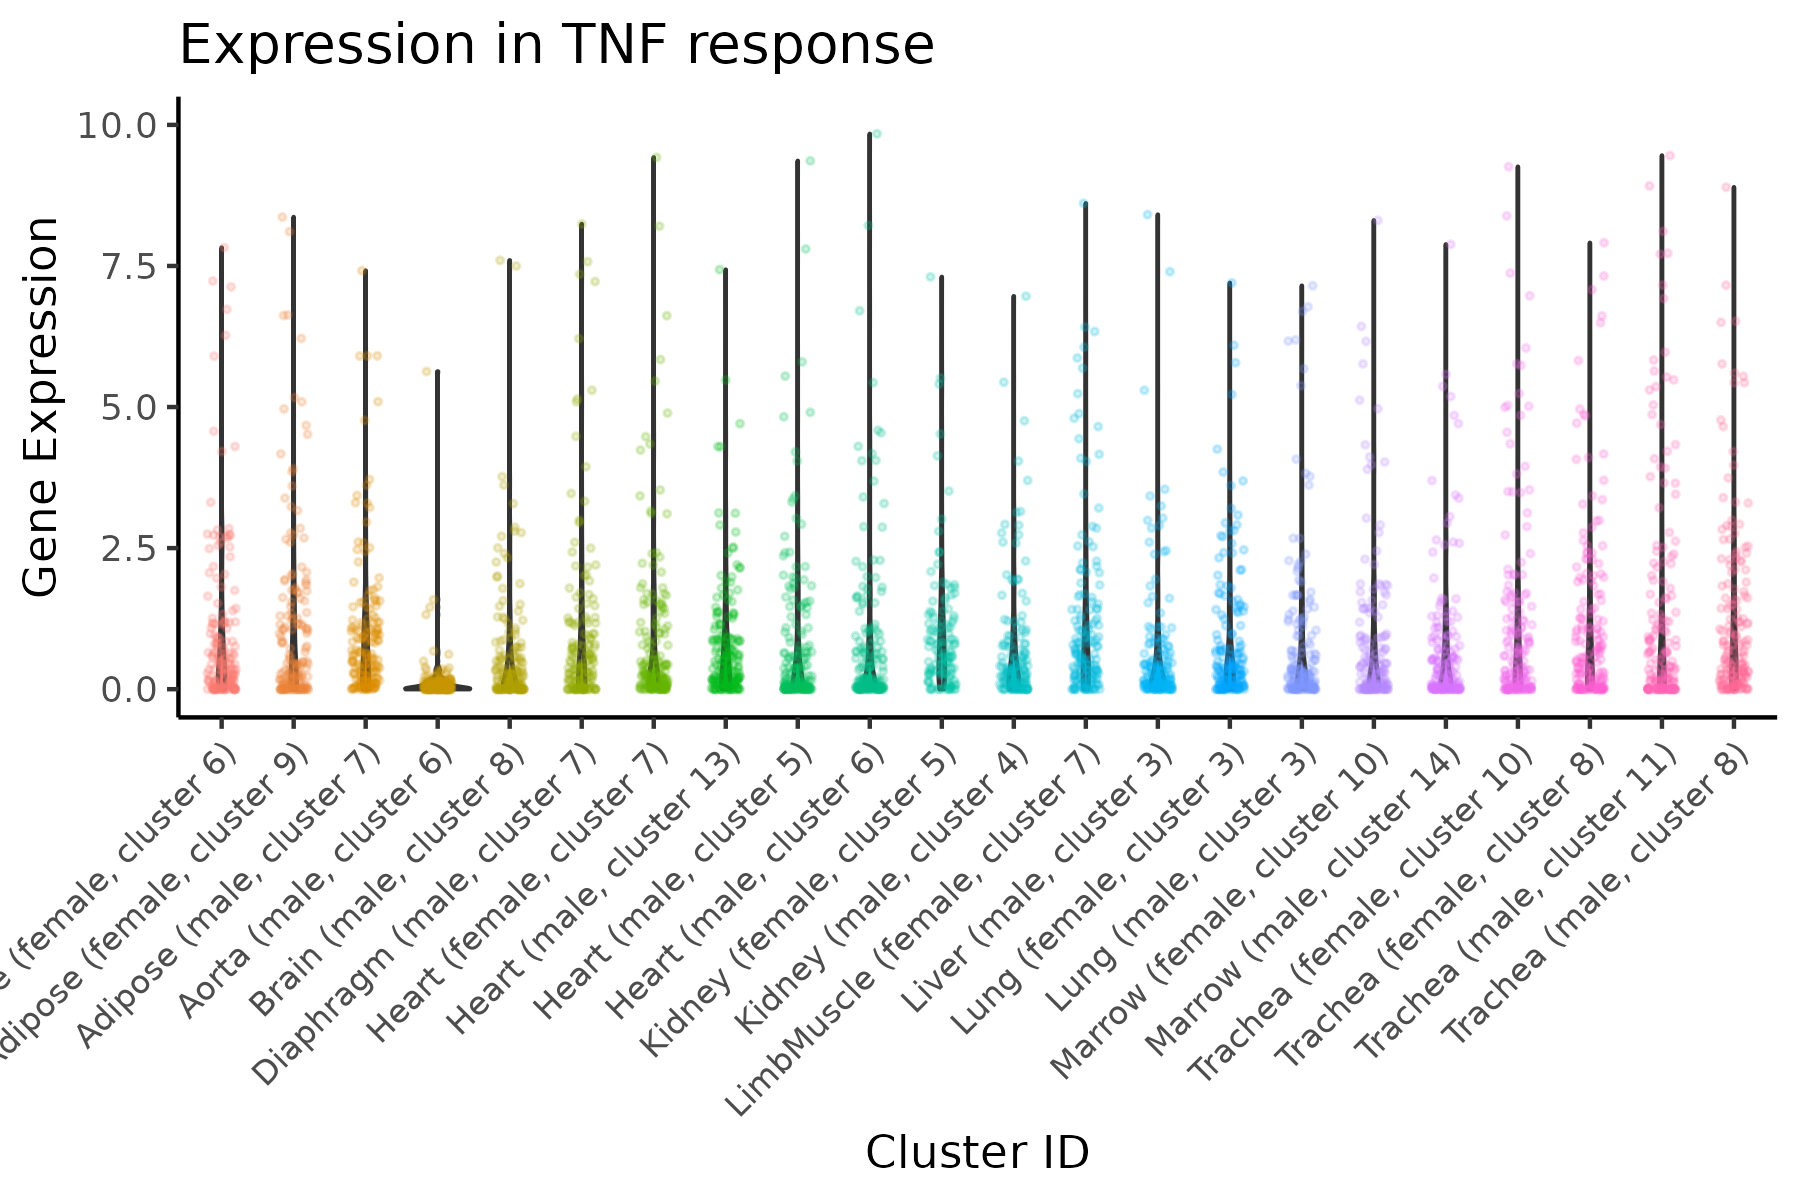 Expression in TNF response
Gene Expression
10.0
7.5
5.0
2.5
0.0
(female, cluster 6)
Adipose (female, cluster 9)
Adipose (male, cluster 7)
Aorta (male, cluster 6)
Brain (male, cluster 8)
Diaphragm (male, cluster 7)
Heart (female, cluster 7)
Heart (male, cluster 13)
Heart (male, cluster 5)
Heart (male, cluster 6)
Kidney (female, cluster 5)
Kidney (male, cluster 4)
LimbMuscle (female, cluster 7)
Liver (male, cluster 3)
Lung (female, cluster 3)
Lung (male, cluster 3)
Marrow (female, cluster 10)
Marrow (male, cluster 14)
Trachea (female, cluster 10)
Trachea (female, cluster 8)
Trachea (male, cluster 11)
Trachea (male, cluster 8)
Cluster ID